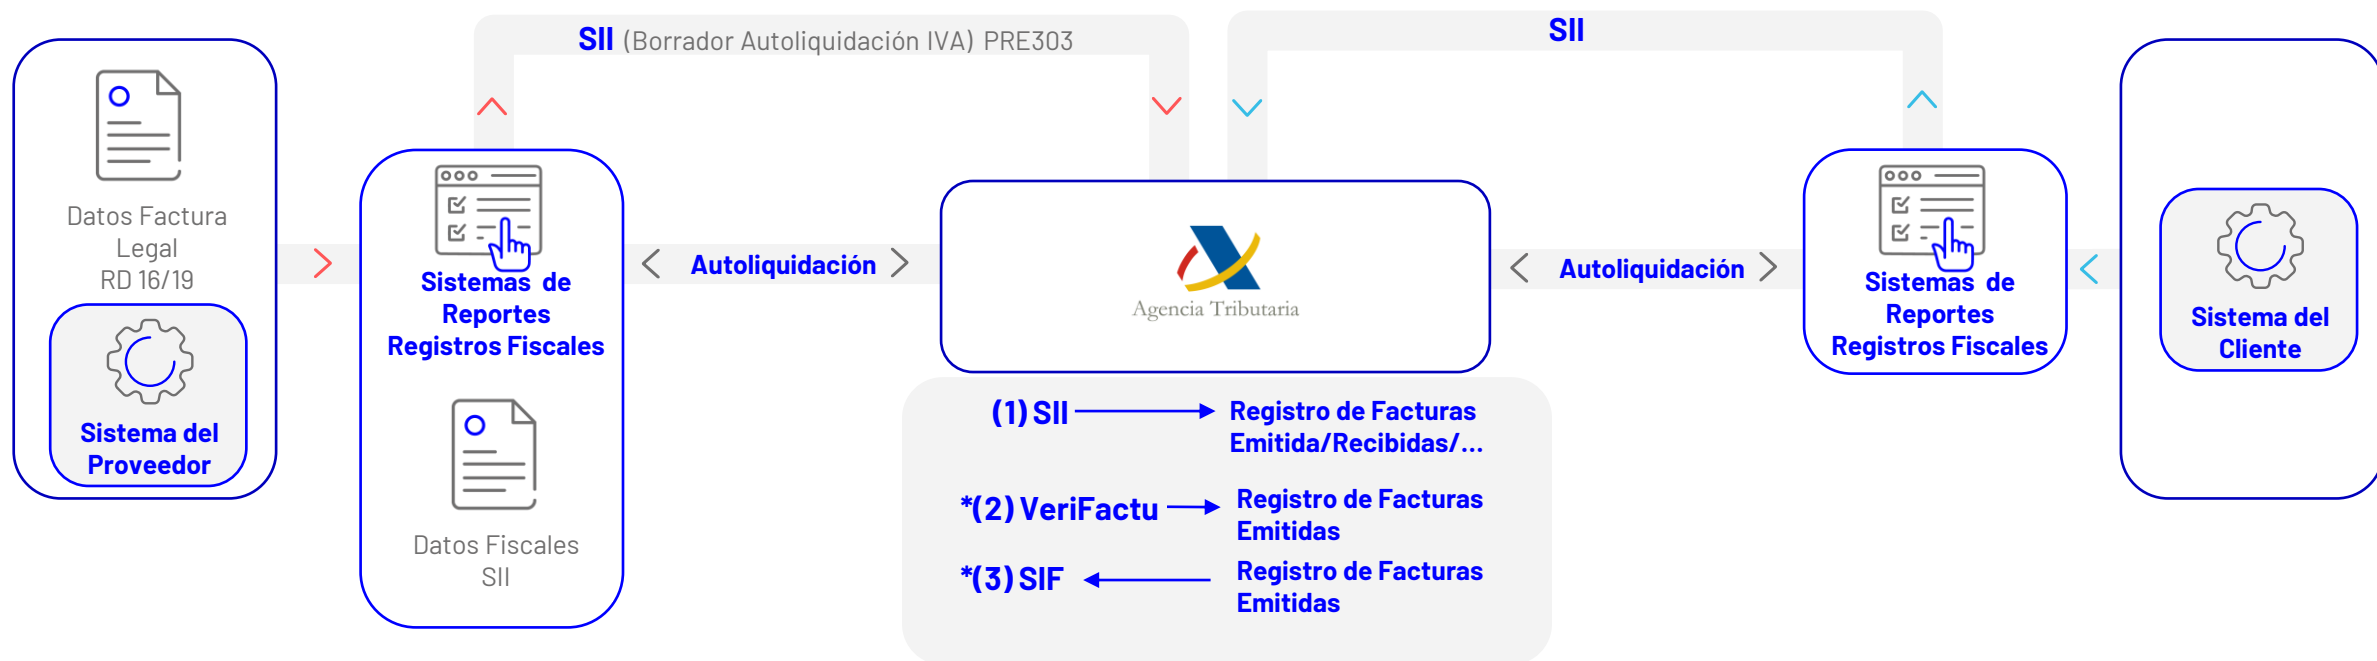 SII (Borrador Autoliquidación IVA) PRE303
SII
Datos Factura
Legal
RD 16/19
Sistema del
Proveedor
Sistemas de
Reportes
Registros Fiscales
Datos Fiscales
SII
Autoliquidación
Agencia Tributaria
Autoliquidación
Sistemas de
Reportes
Registros Fiscales
Sistema del
Cliente
(1) SII
Registro de Facturas
Emitida/Recibidas/...
*(2) VeriFactu
Registro de Facturas
Emitidas
*(3) SIF
Registro de Facturas
Emitidas